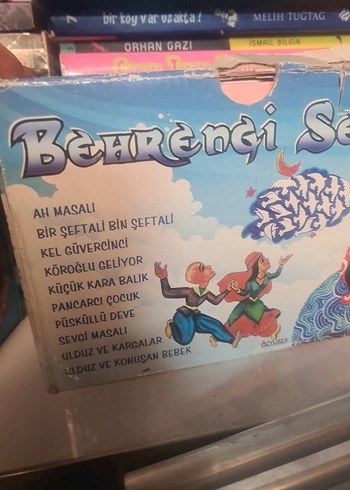 bir köy var uzakta?
MELİH TUĞTAĞ
ORHAN GAZİ
İSMAİL BİLGİN
BEHRENGİ SE
AH MASALI
BİR ŞEFTALİ BİN ŞEFTALİ
KEL GÜVERCİNCİ
KÖROĞLU GELİYOR
KÜÇÜK KARA BALIK
PANCARCI ÇOCUK
PÜSKÜLLÜ DEVE
SEVGİ MASALI
ULDUZ VE KARGALAR
ULDUZ VE KONUŞAN BEBEK